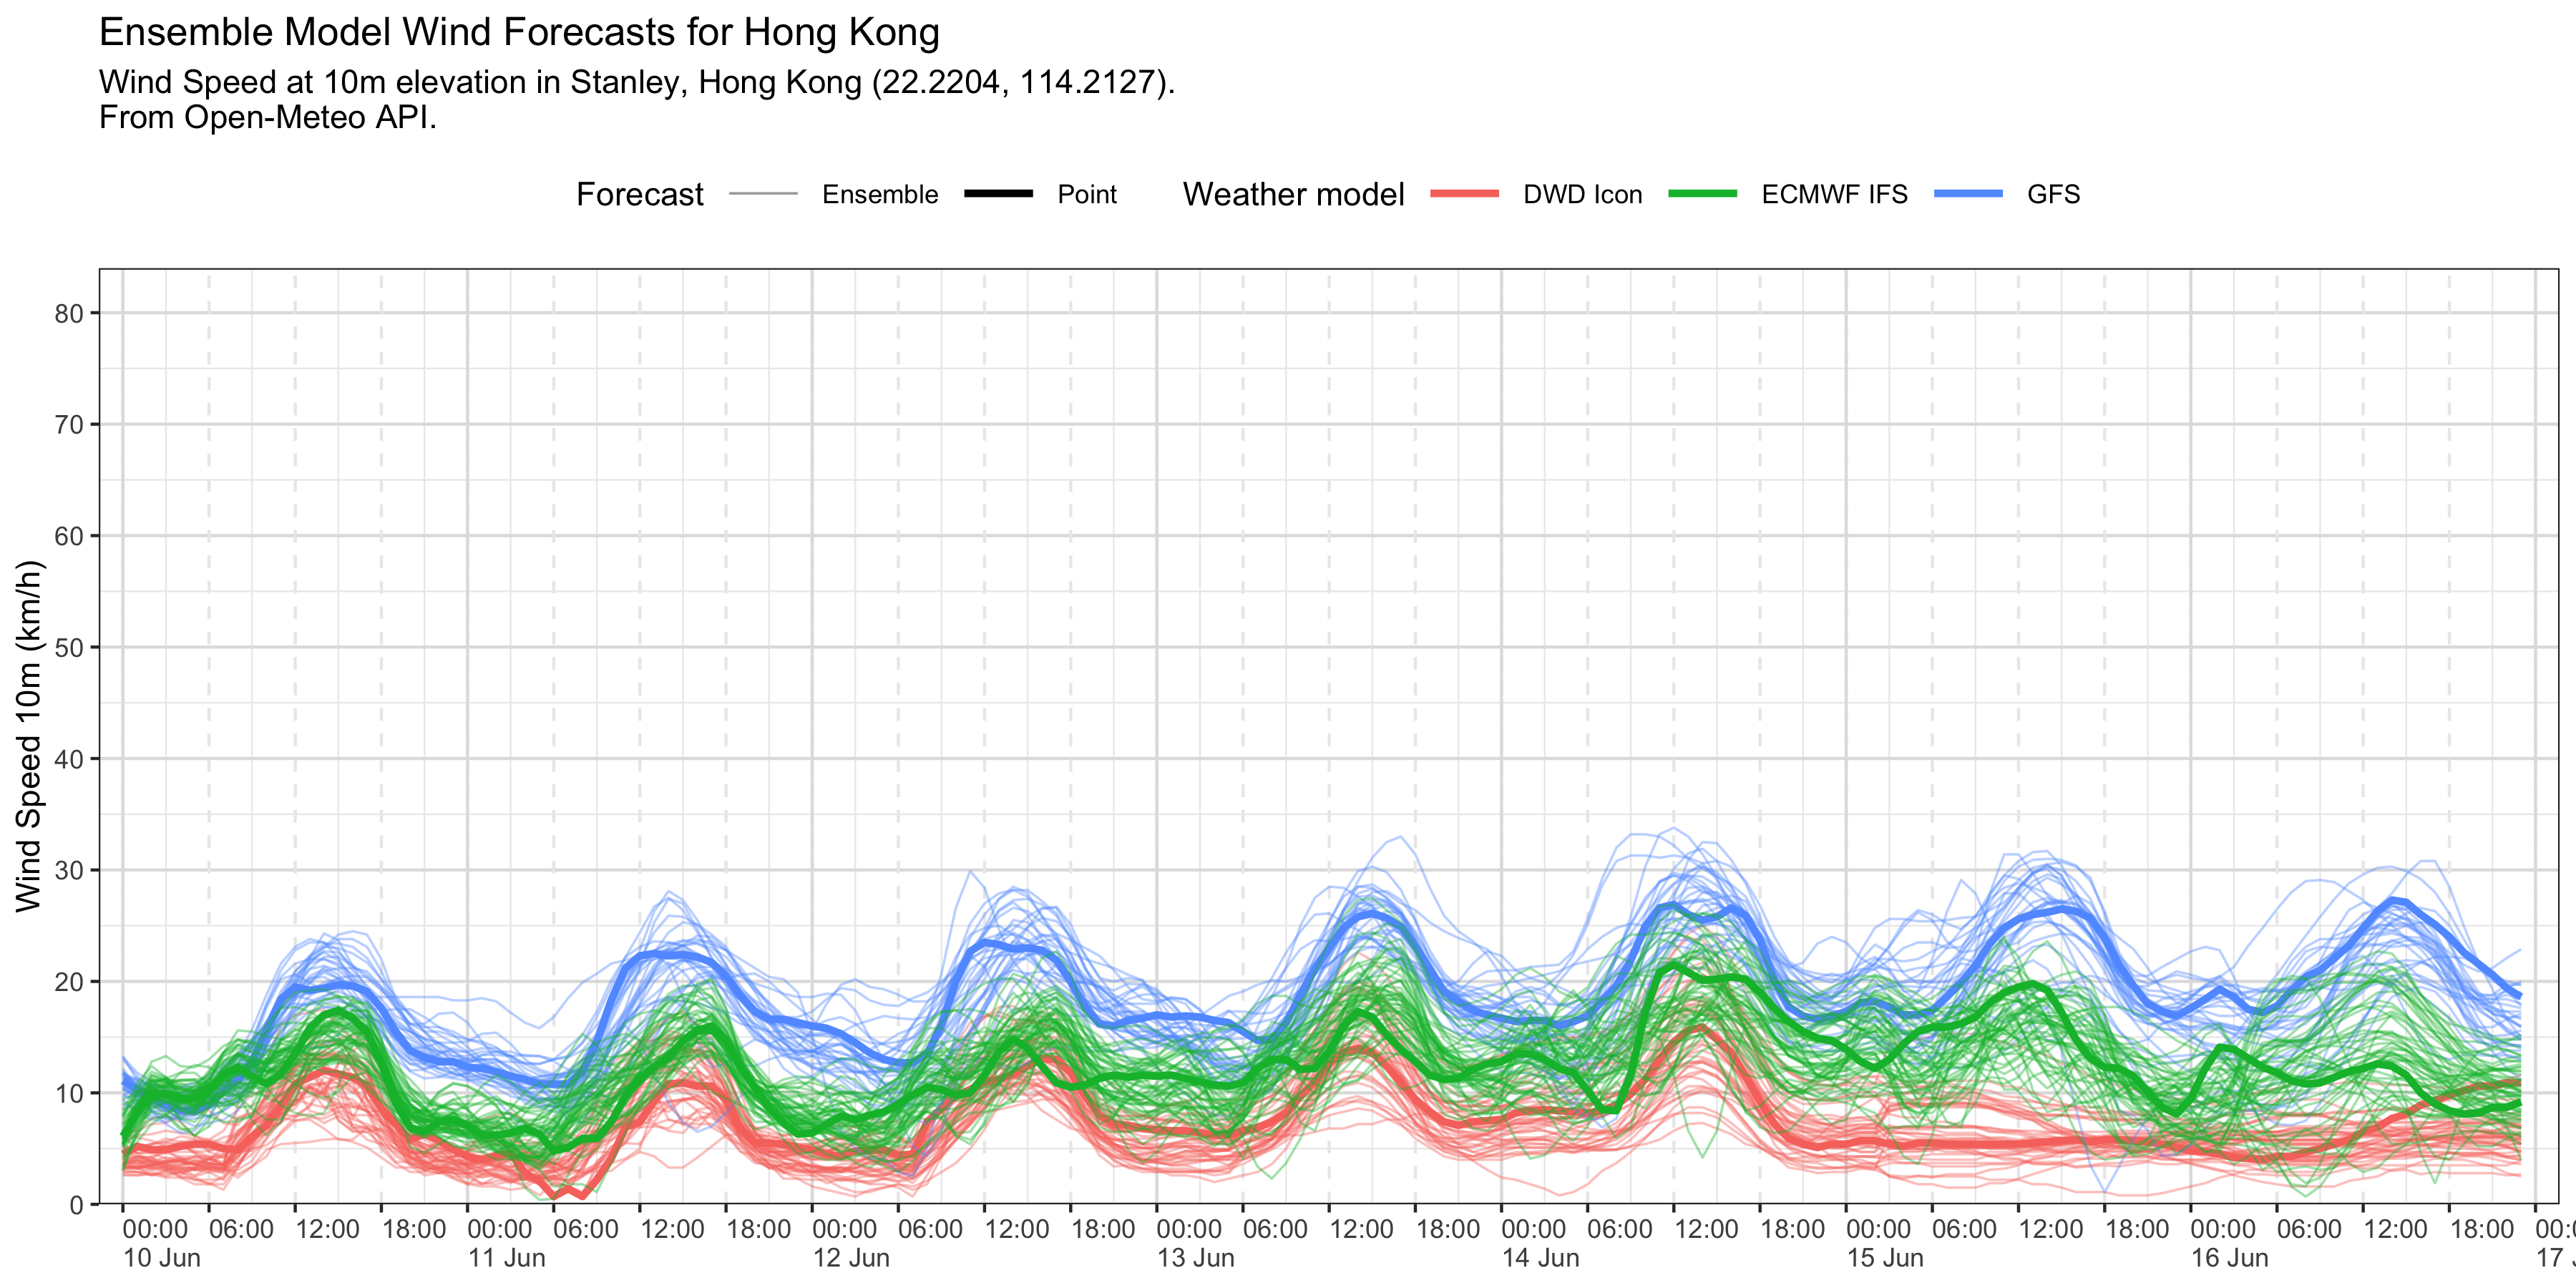 Ensemble Model Wind Forecasts for Hong Kong
Wind Speed at 10m elevation in Stanley, Hong Kong (22.2204, 114.2127).
From Open-Meteo API.
Forecast Ensemble Point Weather model DWD Icon ECMWF IFS GFS
Wind Speed 10m (km/h)
80
70
60
50
40
30
20
10
0
00:00 06:00 12:00 18:00 00:00 06:00 12:00 18:00 00:00 06:00 12:00 18:00 00:00 06:00 12:00 18:00 00:00 06:00 12:00 18:00 00:00 06:00 12:00 18:00 00:00 06:00 12:00 18:00
10 Jun 11 Jun 12 Jun 13 Jun 14 Jun 15 Jun 16 Jun 17